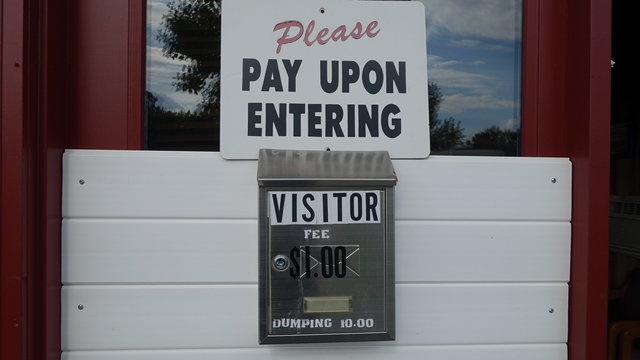 Please
PAY UPON
ENTERING
VISITOR
FEE
$1.00
DUMPING 10.00